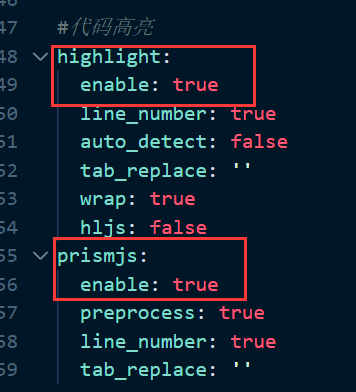 #代码高亮
48 highlight:
49 enable: true
50 line_number: true
51 auto_detect: false
52 tab_replace: ''
53 wrap: true
54 hljs: false
55 prismjs:
56 enable: true
57 preprocess: true
58 line_number: true
59 tab_replace: ''